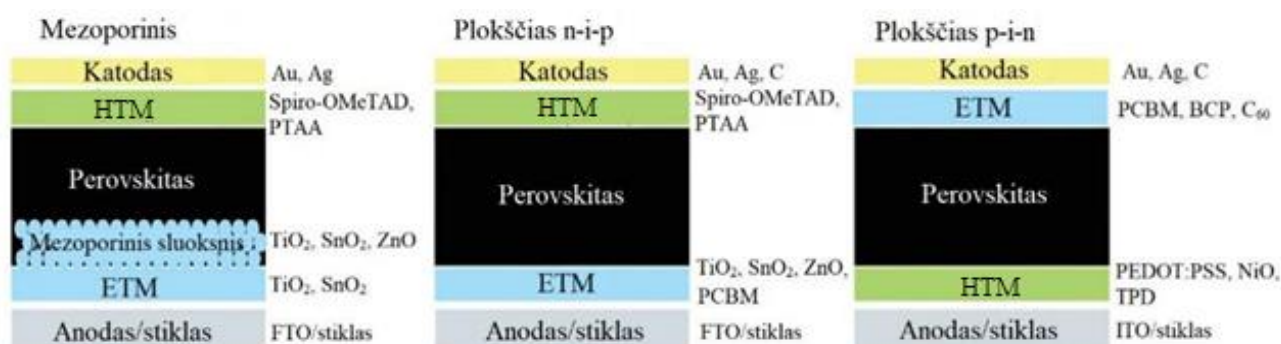 Mezoporinis
Katodas
Au, Ag
HTM
Spiro-OMeTAD,
PTAA
Perovskitas
Mezoporinis sluoksnis
TiO₂, SnO₂, ZnO
ETM
TiO₂, SnO₂
Anodas/stiklas
FTO/stiklas
Plokščias n-i-p
Katodas
Au, Ag, C
HTM
Spiro-OMeTAD,
PTAA
Perovskitas
ETM
TiO₂, SnO₂, ZnO,
PCBM
Anodas/stiklas
FTO/stiklas
Plokščias p-i-n
Katodas
Au, Ag, C
ETM
PCBM, BCP, C₆₀
Perovskitas
HTM
PEDOT:PSS, NiO,
TPD
Anodas/stiklas
ITO/stiklas